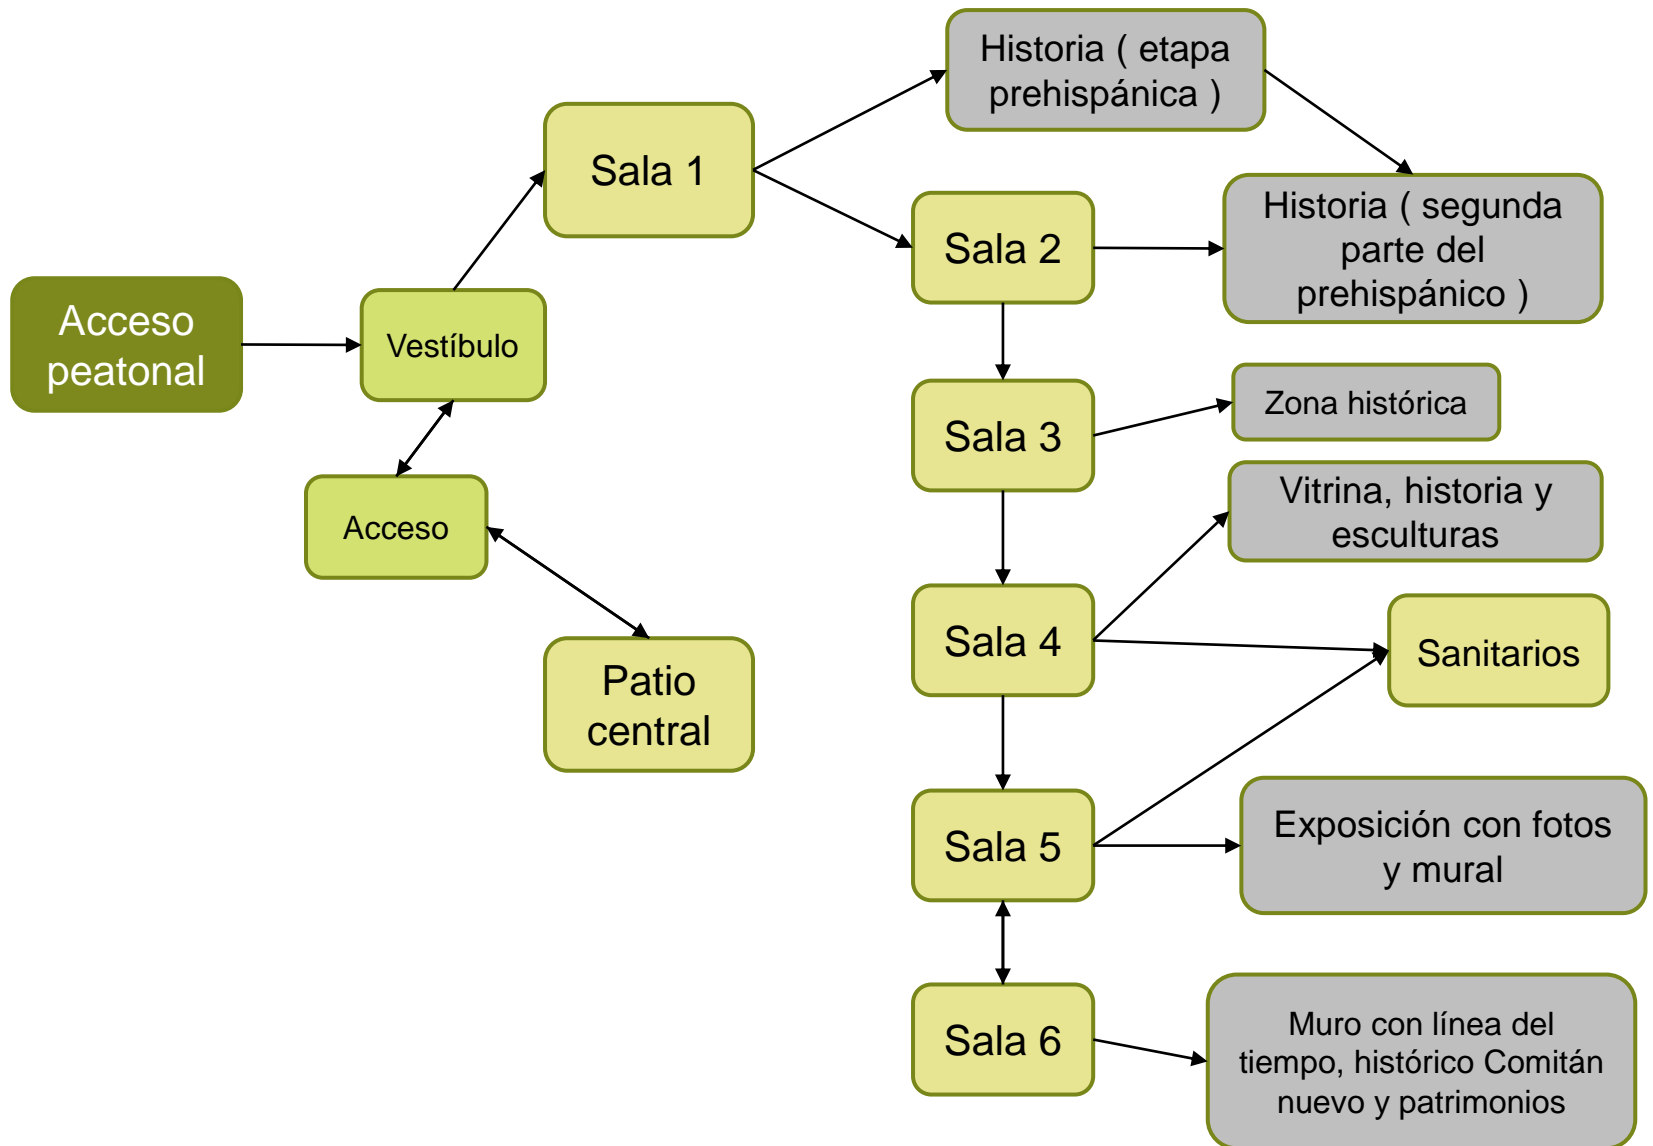 Historia ( etapa
prehispánica )
Sala 1
Historia ( segunda
parte del
prehispánico )
Sala 2
Acceso
peatonal
Vestíbulo
Sala 3
Zona histórica
Vitrina, historia y
esculturas
Acceso
Sala 4
Sanitarios
Patio
central
Sala 5
Exposición con fotos
y mural
Sala 6
Muro con línea del
tiempo, histórico Comitán
nuevo y patrimonios